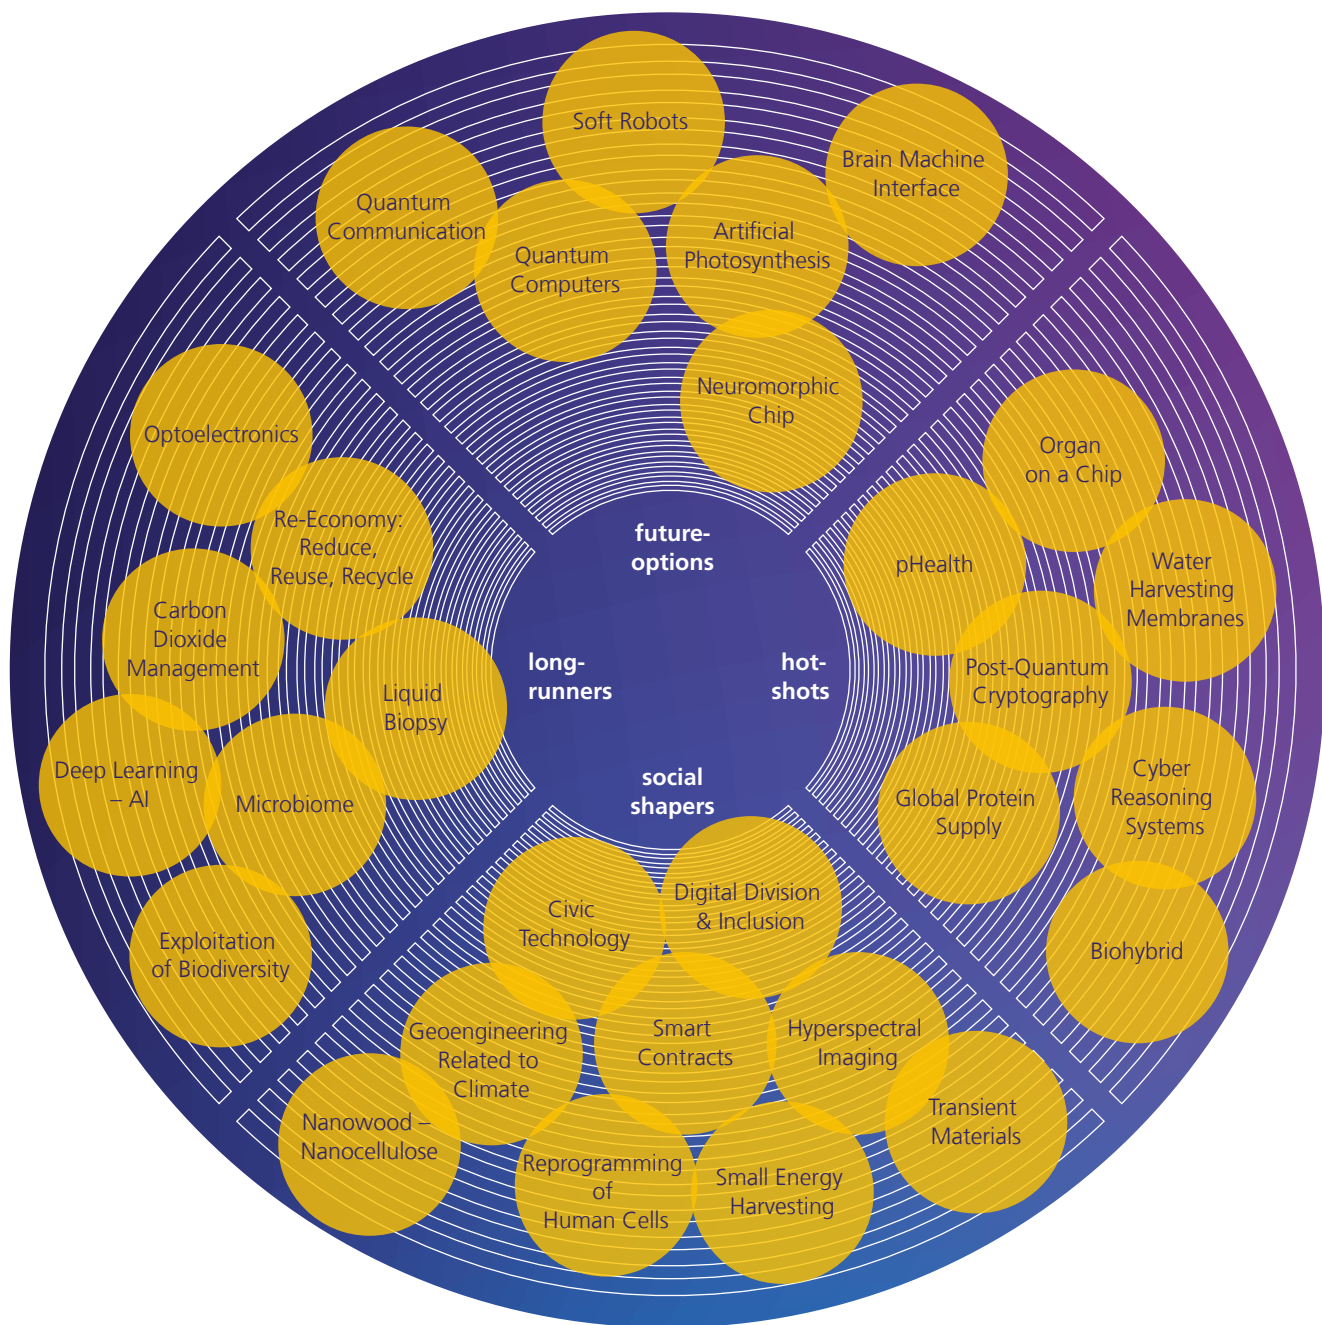 Soft Robots
Brain Machine
Interface
Quantum
Communication
Artificial
Photosynthesis
Quantum
Computers
Neuromorphic
Chip
Optoelectronics
Re-Economy:
Reduce,
Reuse, Recycle
Carbon
Dioxide
Management
Liquid
Biopsy
Deep Learning
– AI
Microbiome
Exploitation
of Biodiversity
future-
options
long-
runners
hot-
shots
social
shapers
Organ
on a Chip
pHealth
Water
Harvesting
Membranes
Post-Quantum
Cryptography
Cyber
Reasoning
Systems
Global Protein
Supply
Biohybrid
Digital Division
& Inclusion
Civic
Technology
Geoengineering
Related to
Climate
Smart
Contracts
Hyperspectral
Imaging
Transient
Materials
Nanowood –
Nanocellulose
Reprogramming
of
Human Cells
Small Energy
Harvesting